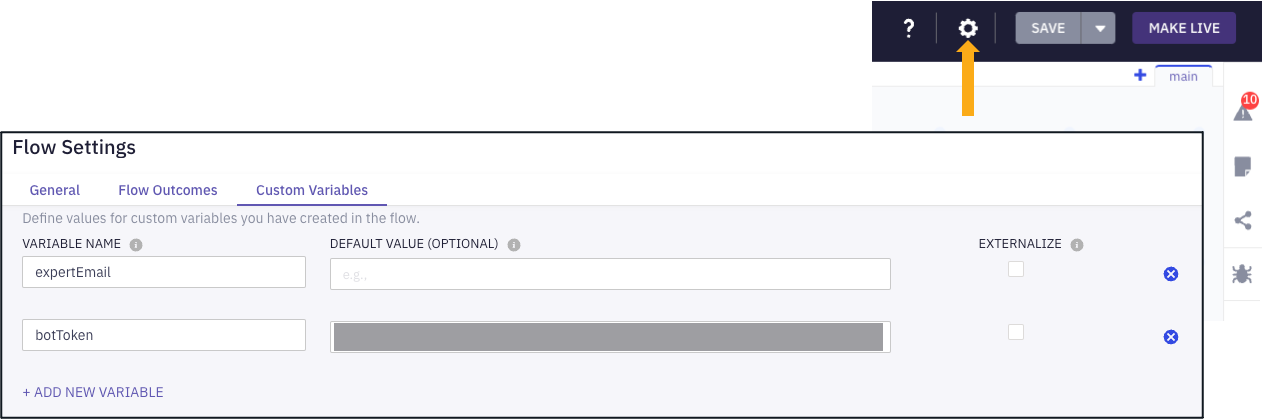 ? SAVE MAKE LIVE
+ main
10
Flow Settings
General Flow Outcomes Custom Variables
Define values for custom variables you have created in the flow.
VARIABLE NAME i DEFAULT VALUE (OPTIONAL) i EXTERNALIZE i
expertEmail e.g.,
botToken
+ ADD NEW VARIABLE